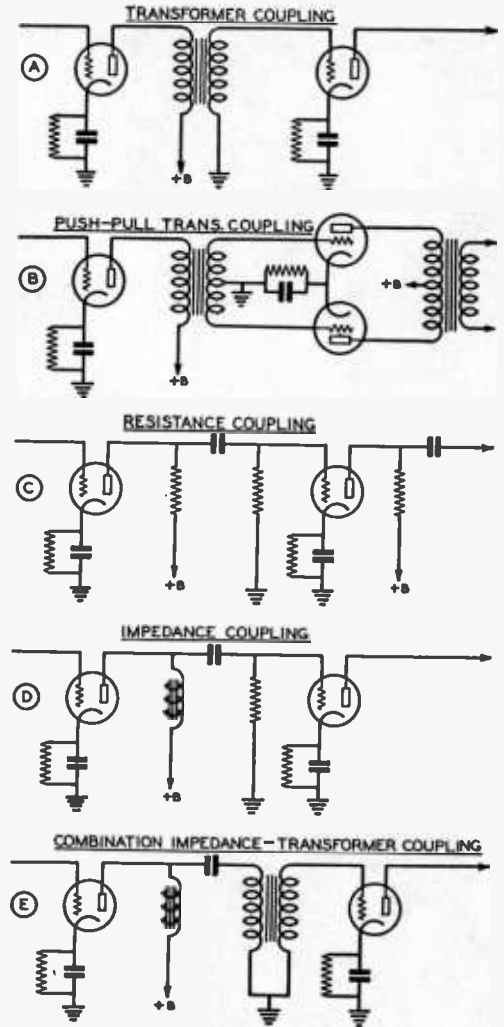 TRANSFORMER COUPLING
A
+B
PUSH-PULL TRANS. COUPLING
B
+B
+B
RESISTANCE COUPLING
C
+B
+B
IMPEDANCE COUPLING
D
+B
COMBINATION IMPEDANCE-TRANSFORMER COUPLING
E
+B